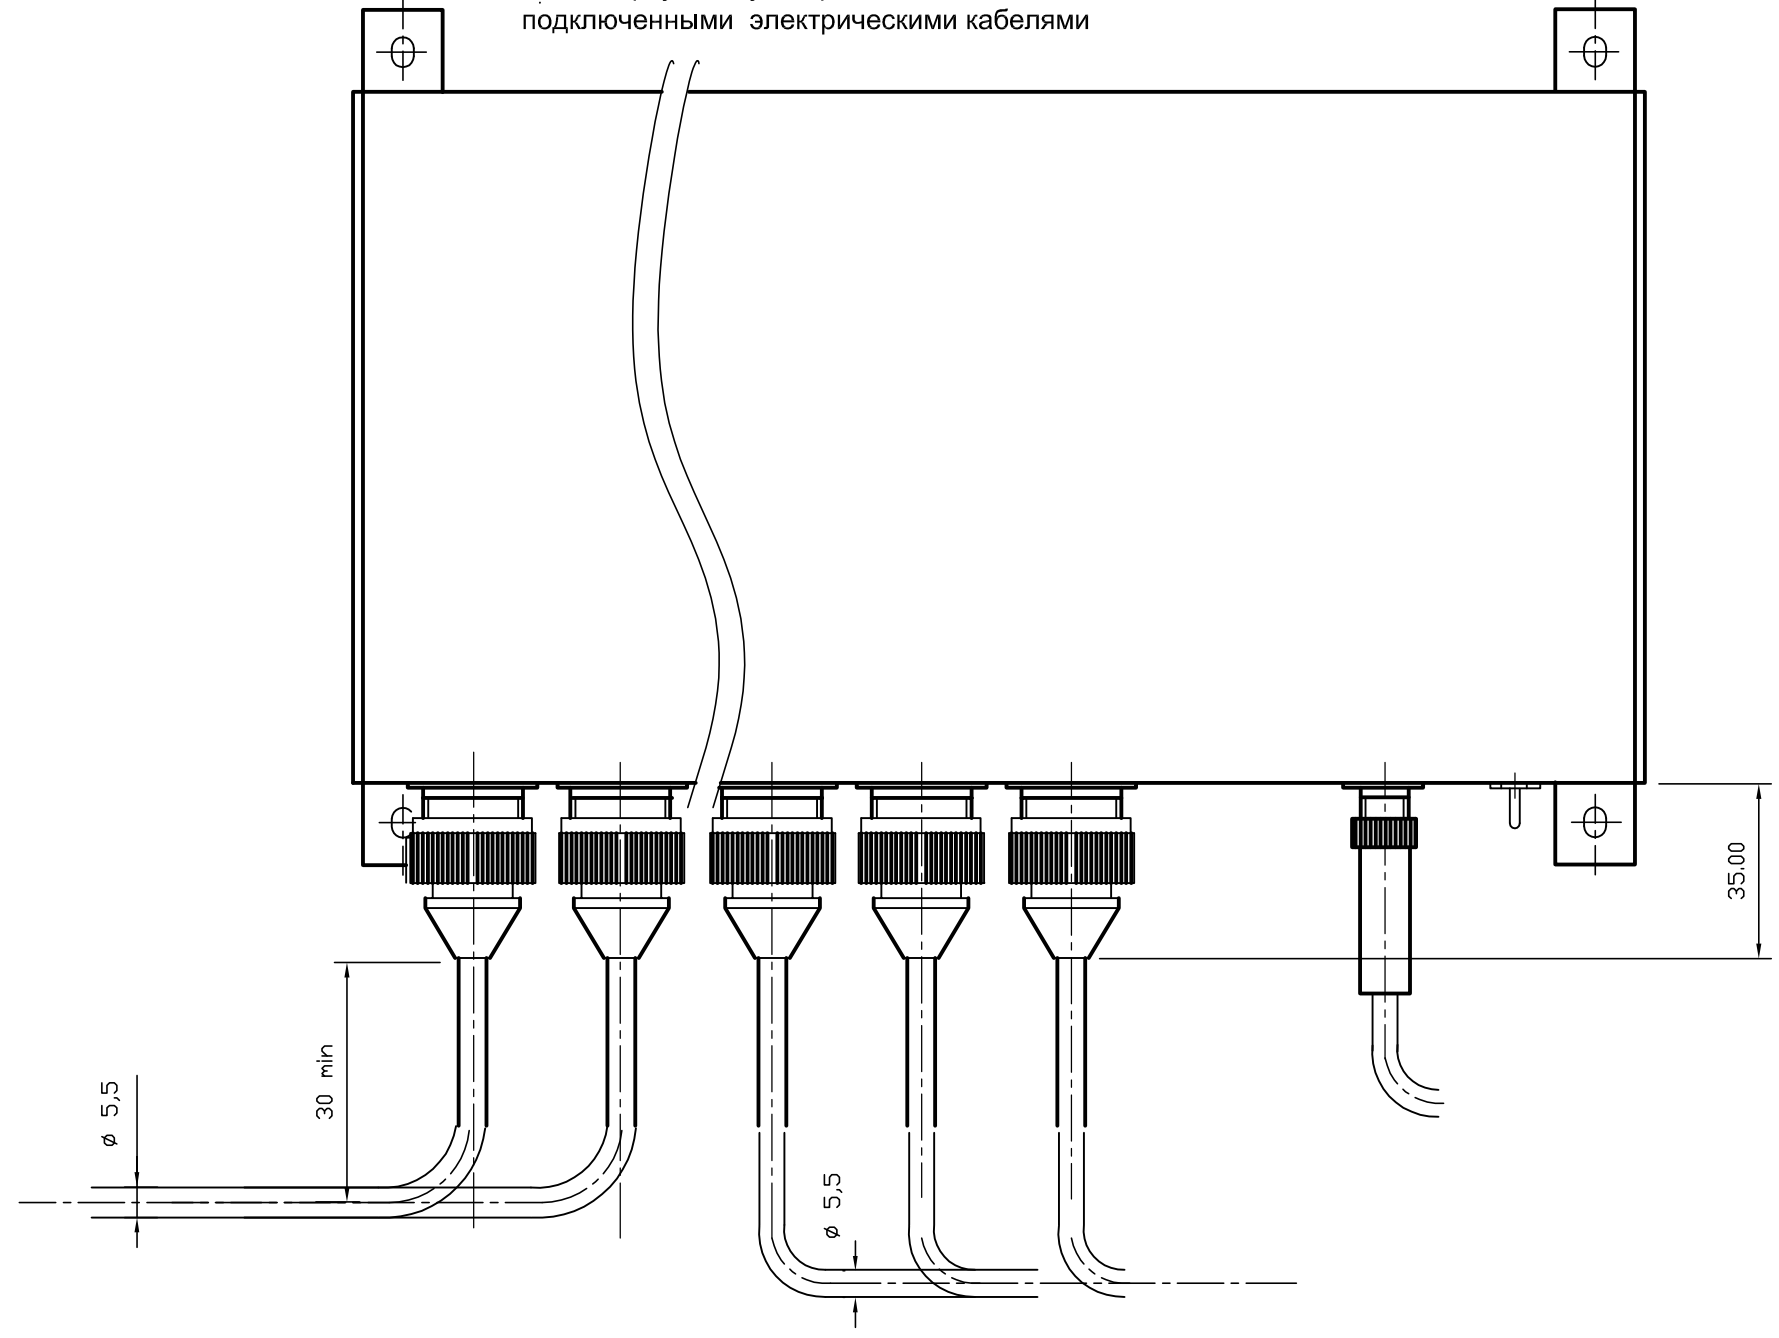 подключенными электрическими кабелями
35.00
30 min
ø 5,5
ø 5,5